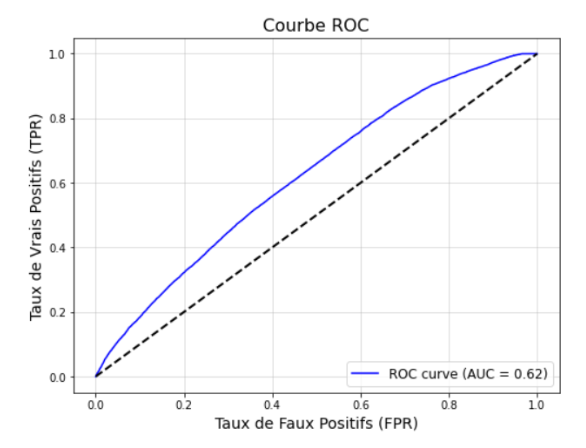 Courbe ROC
Taux de Vrais Positifs (TPR)
1.0
0.8
0.6
0.4
0.2
0.0
ROC curve (AUC = 0.62)
0.0 0.2 0.4 0.6 0.8 1.0
Taux de Faux Positifs (FPR)